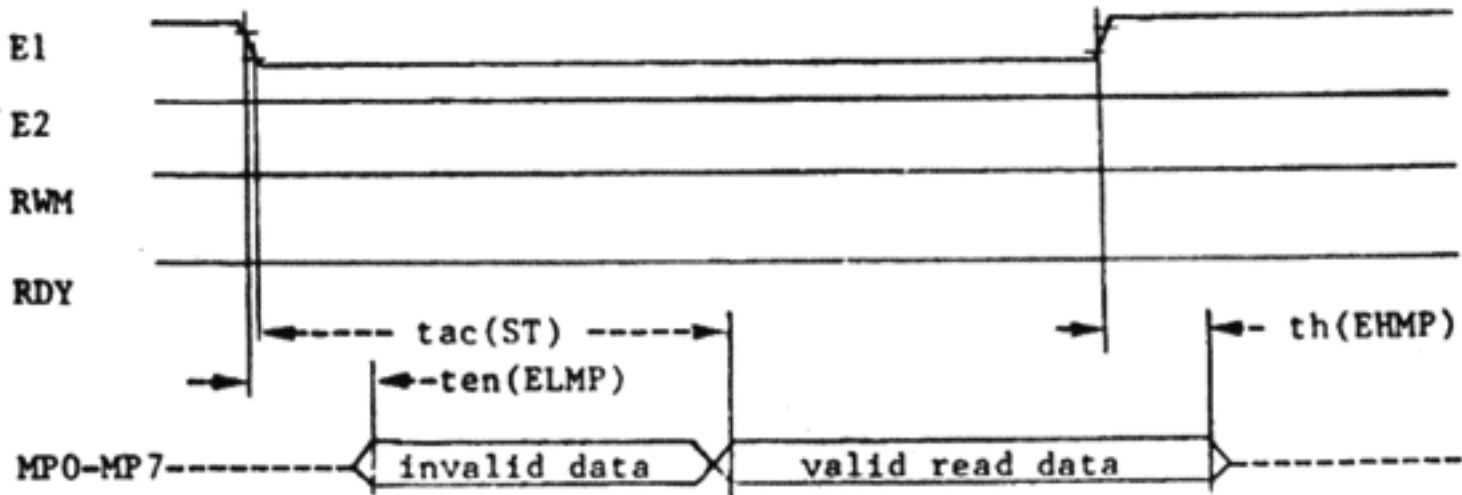 E1
E2
RWM
RDY
tac(ST)
th(EHMP)
ten(ELMP)
MP0-MP7
invalid data
valid read data